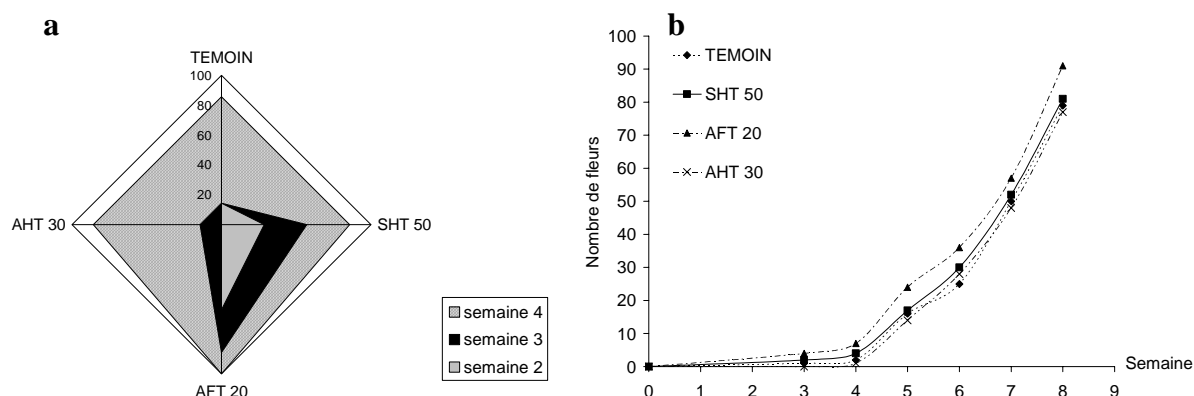 a
TEMOIN
100
80
60
40
20
AHT 30
SHT 50
AFT 20
semaine 4
semaine 3
semaine 2
b
Nombre de fleurs
100
90
80
70
60
50
40
30
20
10
0
TEMOIN
SHT 50
AFT 20
AHT 30
Semaine
0 1 2 3 4 5 6 7 8 9